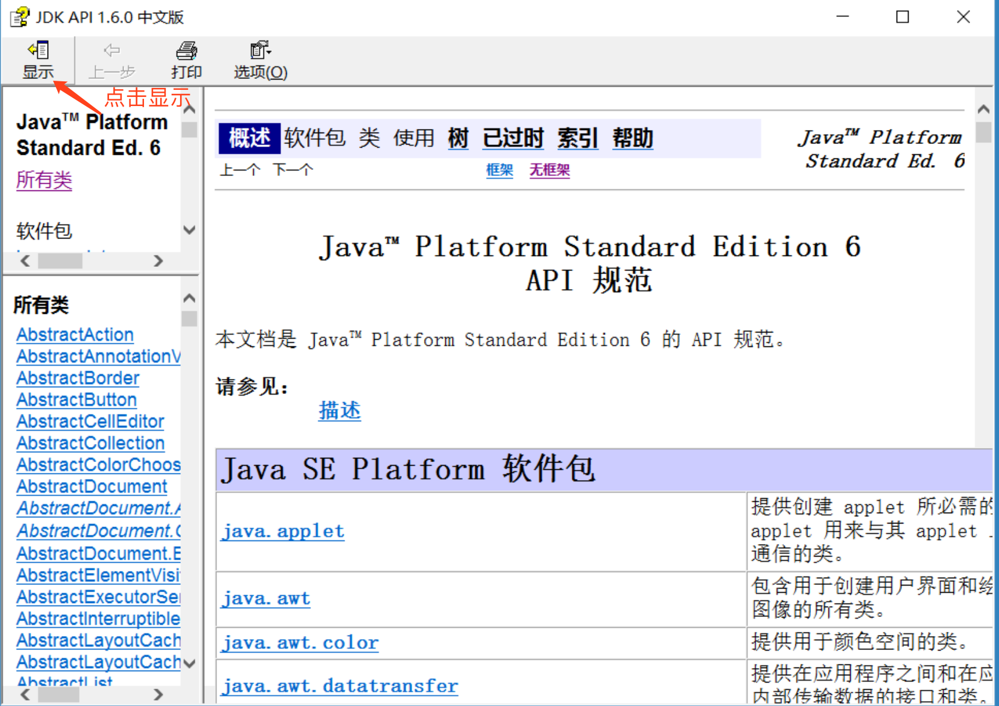 JDK API 1.6.0 中文版
显示 上一步 打印 选项(O)
点击显示
Java™ Platform
Standard Ed. 6
所有类
软件包
所有类
AbstractAction
AbstractAnnotationV
AbstractBorder
AbstractButton
AbstractCellEditor
AbstractCollection
AbstractColorChoos
AbstractDocument
AbstractDocument.A
AbstractDocument.C
AbstractDocument.E
AbstractElementVisi
AbstractExecutorSer
AbstractInterruptible
AbstractLayoutCach
AbstractLayoutCach
AbstractList
概述 软件包 类 使用 树 已过时 索引 帮助
Java™ Platform
Standard Ed. 6
上一个 下一个 框架 无框架
Java™ Platform Standard Edition 6
API 规范
本文档是 Java™ Platform Standard Edition 6 的 API 规范。
请参见：
描述
Java SE Platform 软件包
java.applet
提供创建 applet 所必需的
applet 用来与其 applet
通信的类。
java.awt
包含用于创建用户界面和绘
图像的所有类。
java.awt.color
提供用于颜色空间的类。
java.awt.datatransfer
提供在应用程序之间和在应
内部传输数据的接口和类。